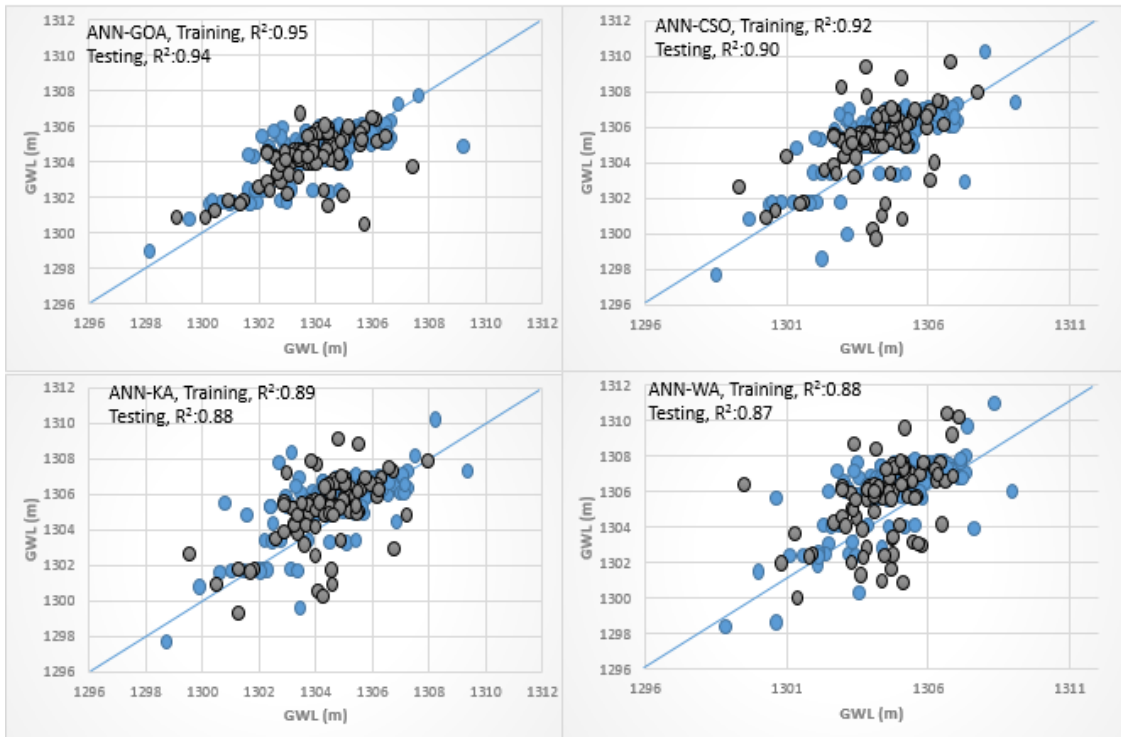 ANN-GOA, Training, R²:0.95
Testing, R²:0.94
1312
1310
1308
1306
1304
1302
1300
1298
1296
GWL (m)
1296 1298 1300 1302 1304 1306 1308 1310 1312
GWL (m)
ANN-CSO, Training, R²:0.92
Testing, R²:0.90
1312
1310
1308
1306
1304
1302
1300
1298
1296
GWL (m)
1296 1301 1306 1311
GWL (m)
ANN-KA, Training, R²:0.89
Testing, R²:0.88
1312
1310
1308
1306
1304
1302
1300
1298
1296
GWL (m)
1296 1298 1300 1302 1304 1306 1308 1310 1312
GWL (m)
ANN-WA, Training, R²:0.88
Testing, R²:0.87
1312
1310
1308
1306
1304
1302
1300
1298
1296
GWL (m)
1296 1301 1306 1311
GWL (m)